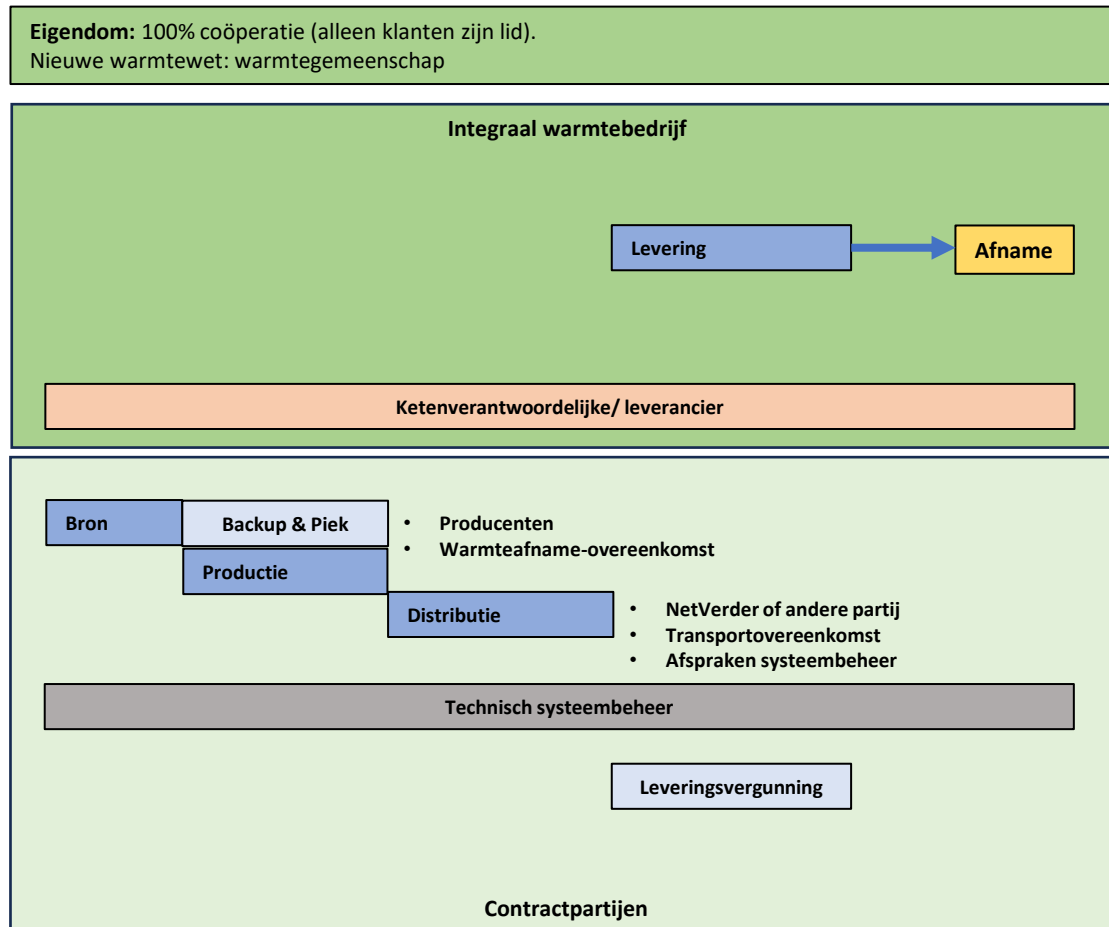 Eigendom: 100% coöperatie (alleen klanten zijn lid).
Nieuwe warmtewet: warmtegemeenschap
Integraal warmtebedrijf
Levering
Afname
Ketenverantwoordelijke/ leverancier
Bron
Backup & Piek
• Producenten
• Warmteafname-overeenkomst
Productie
Distributie
• NetVerder of andere partij
• Transportovereenkomst
• Afspraken systeembeheer
Technisch systeembeheer
Leveringsvergunning
Contractpartijen